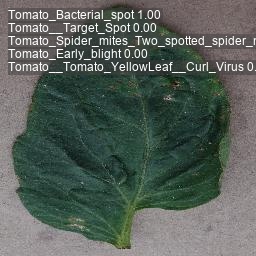 Tomato_Bacterial_spot 1.00
Tomato__Target_Spot 0.00
Tomato_Spider_mites_Two_spotted_spider_
Tomato_Early_blight 0.00
Tomato__Tomato_YellowLeaf__Curl_Virus 0.